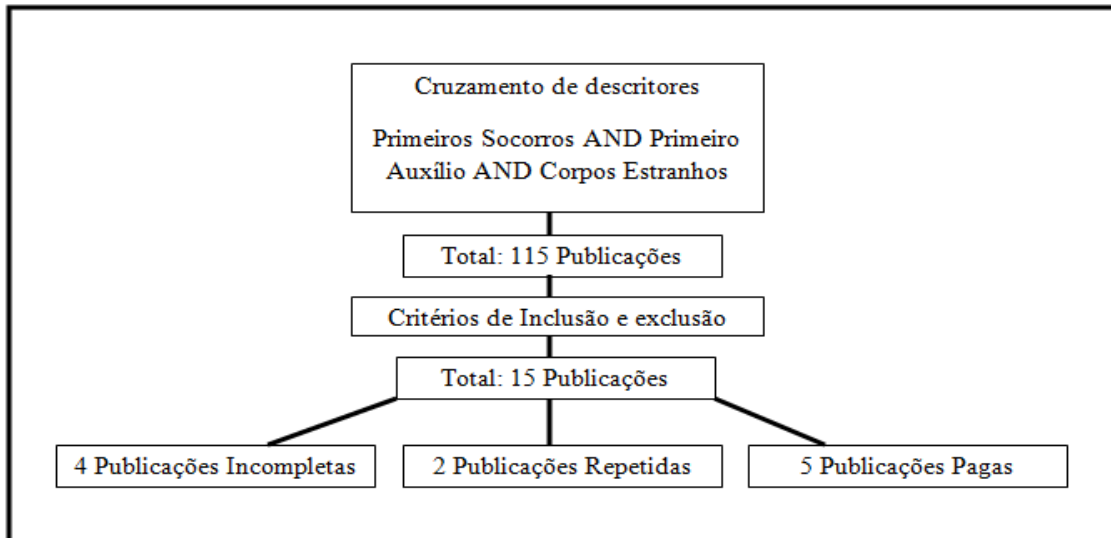 Cruzamento de descritores
Primeiros Socorros AND Primeiro
Auxílio AND Corpos Estranhos
Total: 115 Publicações
Critérios de Inclusão e exclusão
Total: 15 Publicações
4 Publicações Incompletas
2 Publicações Repetidas
5 Publicações Pagas